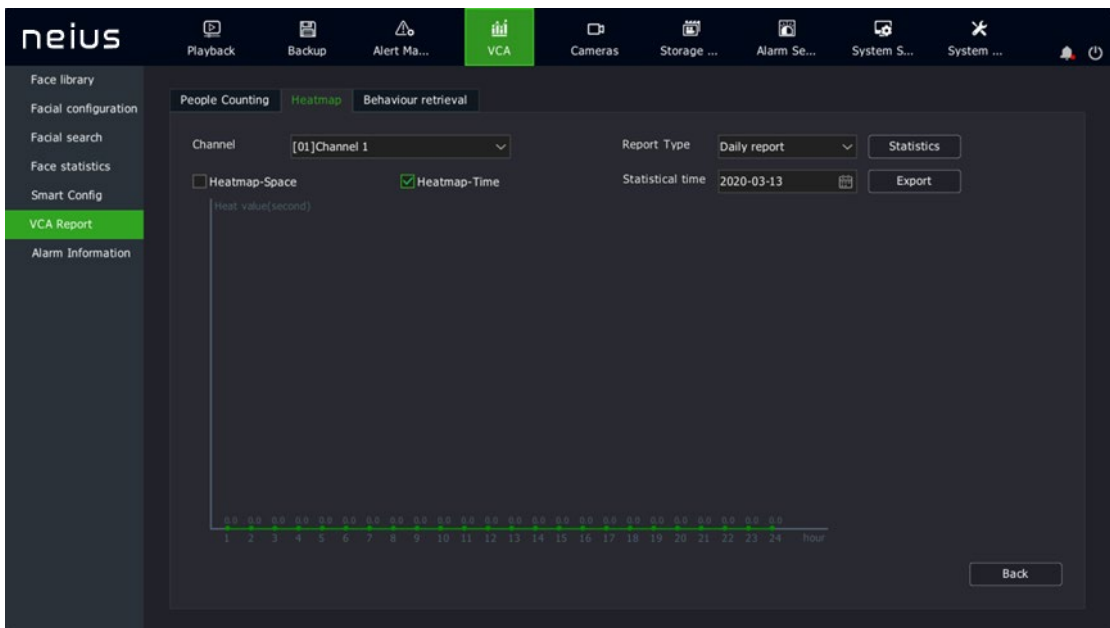 neius
Playback Backup Alert Ma... VCA Cameras Storage ... Alarm Se... System S... System ...
Face library
Facial configuration
Facial search
Face statistics
Smart Config
VCA Report
Alarm Information
People Counting Heatmap Behaviour retrieval
Channel [01]Channel 1 Report Type Daily report Statistics
Heatmap-Space Heatmap-Time Statistical time 2020-03-13 Export
Heat value(second)
0.0 0.0 0.0 0.0 0.0 0.0 0.0 0.0 0.0 0.0 0.0 0.0 0.0 0.0 0.0 0.0 0.0 0.0 0.0 0.0 0.0 0.0 0.0 0.0
1 2 3 4 5 6 7 8 9 10 11 12 13 14 15 16 17 18 19 20 21 22 23 24 hour
Back